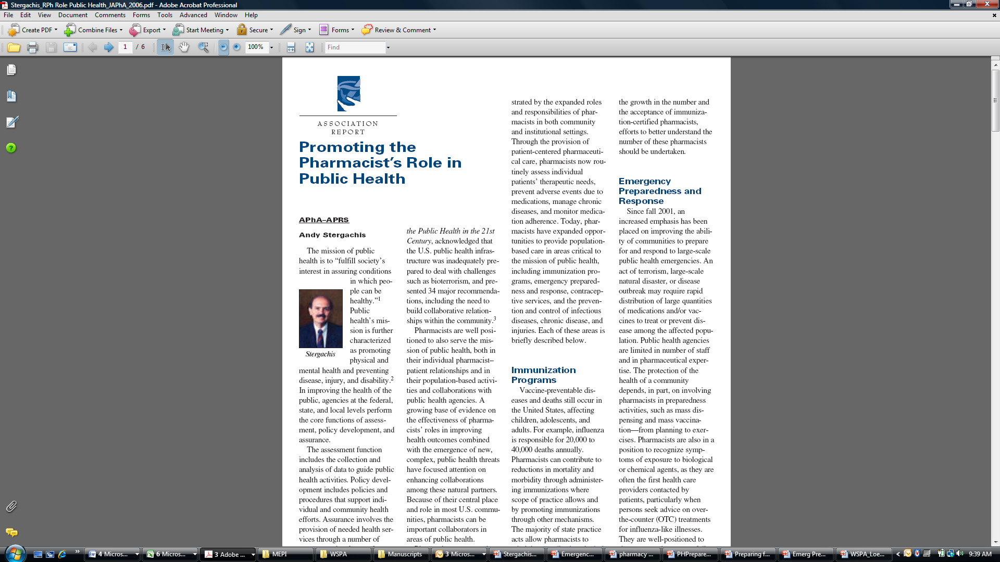 Stergachis_RPh Role Public Health_JAPhA_2006.pdf - Adobe Acrobat Professional
File Edit View Document Comments Forms Tools Advanced Window Help
Create PDF Combine Files Export Start Meeting Secure Sign Forms Review & Comment
1 / 6 100% Find
ASSOCIATION
REPORT
Promoting the
Pharmacist's Role in
Public Health
APhA–APRS
Andy Stergachis
The mission of public
health is to “fulfill society’s
interest in assuring conditions
in which peo-
ple can be
healthy.”1
Public
health’s mis-
sion is further
characterized
as promoting
physical and
Stergachis
mental health and preventing
disease, injury, and disability.2
In improving the health of the
public, agencies at the federal,
state, and local levels perform
the core functions of assess-
ment, policy development, and
assurance.
The assessment function
includes the collection and
analysis of data to guide public
health activities. Policy devel-
opment includes policies and
procedures that support indi-
vidual and community health
efforts. Assurance involves the
provision of needed health ser-
vices through a number of
the Public Health in the 21st
Century, acknowledged that
the U.S. public health infras-
tructure was inadequately pre-
pared to deal with challenges
such as bioterrorism, and pre-
sented 34 major recommenda-
tions, including the need to
build collaborative relation-
ships within the community.3
Pharmacists are well posi-
tioned to also serve the mis-
sion of public health, both in
their individual pharmacist–
patient relationships and in
their population-based activi-
ties and collaborations with
public health agencies. A
growing base of evidence on
the effectiveness of pharma-
cists’ roles in improving
health outcomes combined
with the emergence of new,
complex, public health threats
have focused attention on
enhancing collaborations
among these natural partners.
Because of their central place
and role in most U.S. commu-
nities, pharmacists can be
important collaborators in
areas of public health.
strated by the expanded roles
and responsibilities of phar-
macists in both community
and institutional settings.
Through the provision of
patient-centered pharmaceuti-
cal care, pharmacists now rou-
tinely assess individual
patients’ therapeutic needs,
prevent adverse events due to
medications, manage chronic
diseases, and monitor medica-
tion adherence. Today, phar-
macists have expanded oppor-
tunities to provide population-
based care in areas critical to
the mission of public health,
including immunization pro-
grams, emergency prepared-
ness and response, contracep-
tive services, and the preven-
tion and control of infectious
diseases, chronic disease, and
injuries. Each of these areas is
briefly described below.
Immunization
Programs
Vaccine-preventable dis-
eases and deaths still occur in
the United States, affecting
children, adolescents, and
adults. For example, influenza
is responsible for 20,000 to
40,000 deaths annually.
Pharmacists can contribute to
reductions in mortality and
morbidity through administer-
ing immunizations where
scope of practice allows and
by promoting immunizations
through other mechanisms.
The majority of state practice
acts allow pharmacists to
the growth in the number and
the acceptance of immuniza-
tion-certified pharmacists,
efforts to better understand the
number of these pharmacists
should be undertaken.
Emergency
Preparedness and
Response
Since fall 2001, an
increased emphasis has been
placed on improving the abili-
ty of communities to prepare
for and respond to large-scale
public health emergencies. An
act of terrorism, large-scale
natural disaster, or disease
outbreak may require rapid
distribution of large quantities
of medications and/or vac-
cines to treat or prevent dis-
ease among the affected popu-
lation. Public health agencies
are limited in number of staff
and in pharmaceutical exper-
tise. The protection of the
health of a community
depends, in part, on involving
pharmacists in preparedness
activities, such as mass dis-
pensing and mass vaccina-
tion—from planning to exer-
cises. Pharmacists are also in a
position to recognize symp-
toms of exposure to biological
or chemical agents, as they are
often the first health care
providers contacted by
patients, particularly when
persons seek advice on over-
the-counter (OTC) treatments
for influenza-like illnesses.
They are well-positioned to
4 Micros... 6 Micros... 3 Adobe ... MEPI WSPA Manuscripts 3 Micros... Stergachis... Emergenc... pharmacy ... PHPrepare... Preparing f... Emerg Pre... WSPA_Loe... 9:39 AM